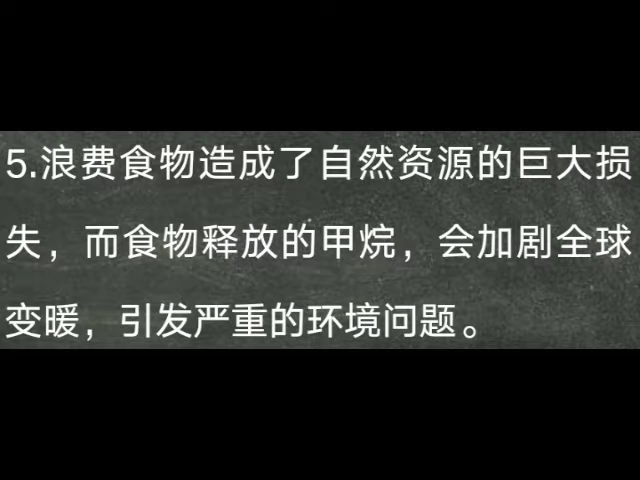 5.浪费食物造成了自然资源的巨大损
失，而食物释放的甲烷，会加剧全球
变暖，引发严重的环境问题。